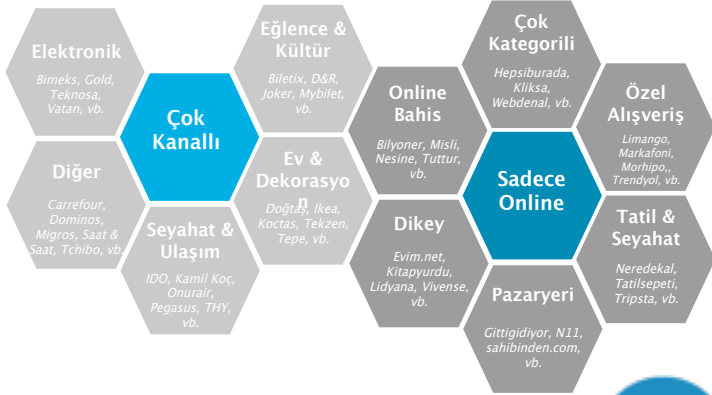 Elektronik
Bimeks, Gold,
Teknosa,
Vatan, vb.
Diğer
Carrefour,
Dominos,
Migros, Saat &
Saat, Tchibo, vb.
Çok
Kanallı
Seyahat &
Ulaşım
IDO, Kamil Koç,
Onurair,
Pegasus, THY,
vb.
Eğlence &
Kültür
Biletix, D&R,
Joker, Mybilet,
vb.
Ev &
Dekorasyo
n
Doğtaş, Ikea,
Koctas, Tekzen,
Tepe, vb.
Online
Bahis
Bilyoner, Misli,
Nesine, Tuttur,
vb.
Dikey
Evim.net,
Kitapyurdu,
Lidyana, Vivense,
vb.
Çok
Kategorili
Hepsiburada,
Kliksa,
Webdenal, vb.
Sadece
Online
Pazaryeri
Gittigidiyor, N11,
sahibinden.com,
vb.
Özel
Alışveriş
Limango,
Markafoni,
Morhipo,,
Trendyol, vb.
Tatil &
Seyahat
Neredekal,
Tatilsepeti,
Tripsta, vb.